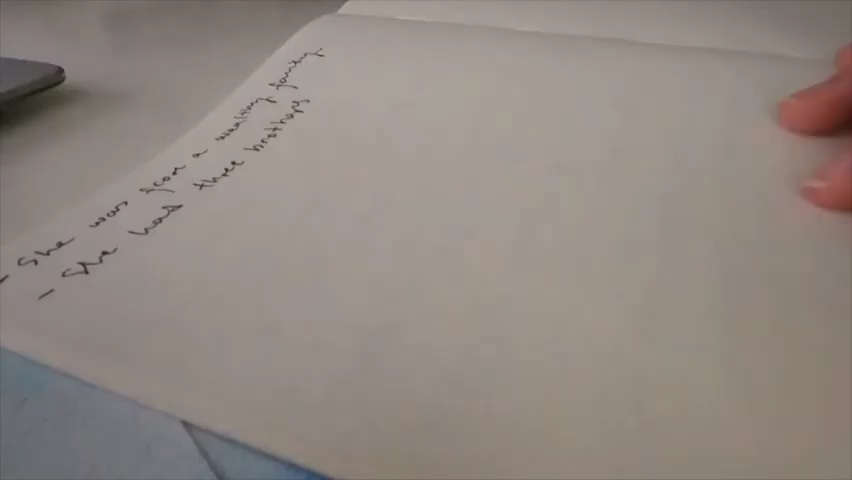 - She was from a wealthy family.
- She had three brothers